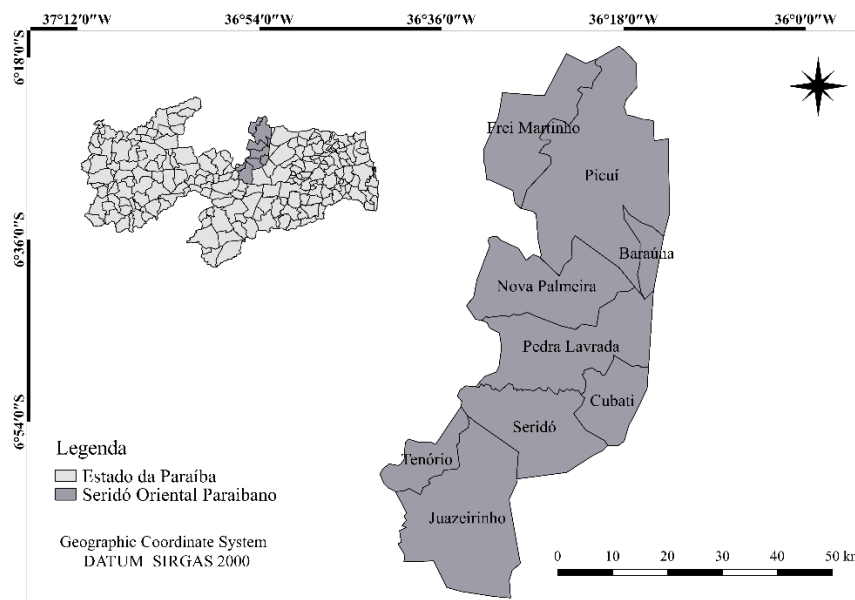 37°12'0"W 36°54'0"W 36°36'0"W 36°18'0"W 36°0'0"W
6°18'0"S
6°36'0"S
6°54'0"S
Frei Martinho
Picuí
Baraúna
Nova Palmeira
Pedra Lavrada
Cubati
Seridó
Tenório
Juazeirinho
Legenda
Estado da Paraíba
Seridó Oriental Paraibano
Geographic Coordinate System
DATUM SIRGAS 2000
0 10 20 30 40 50 km